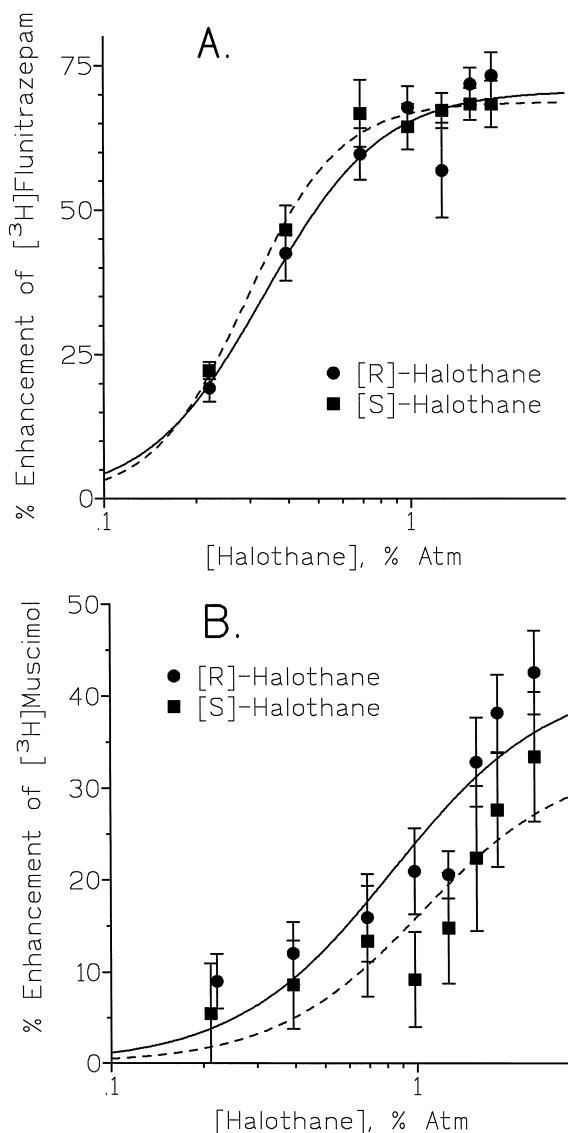 A.
% Enhancement of [³H]Flunitrazepam
75
50
25
0
[R]-Halothane
[S]-Halothane
.1
1
[Halothane], % Atm
B.
% Enhancement of [³H]Muscimol
50
40
30
20
10
0
[R]-Halothane
[S]-Halothane
.1
1
[Halothane], % Atm